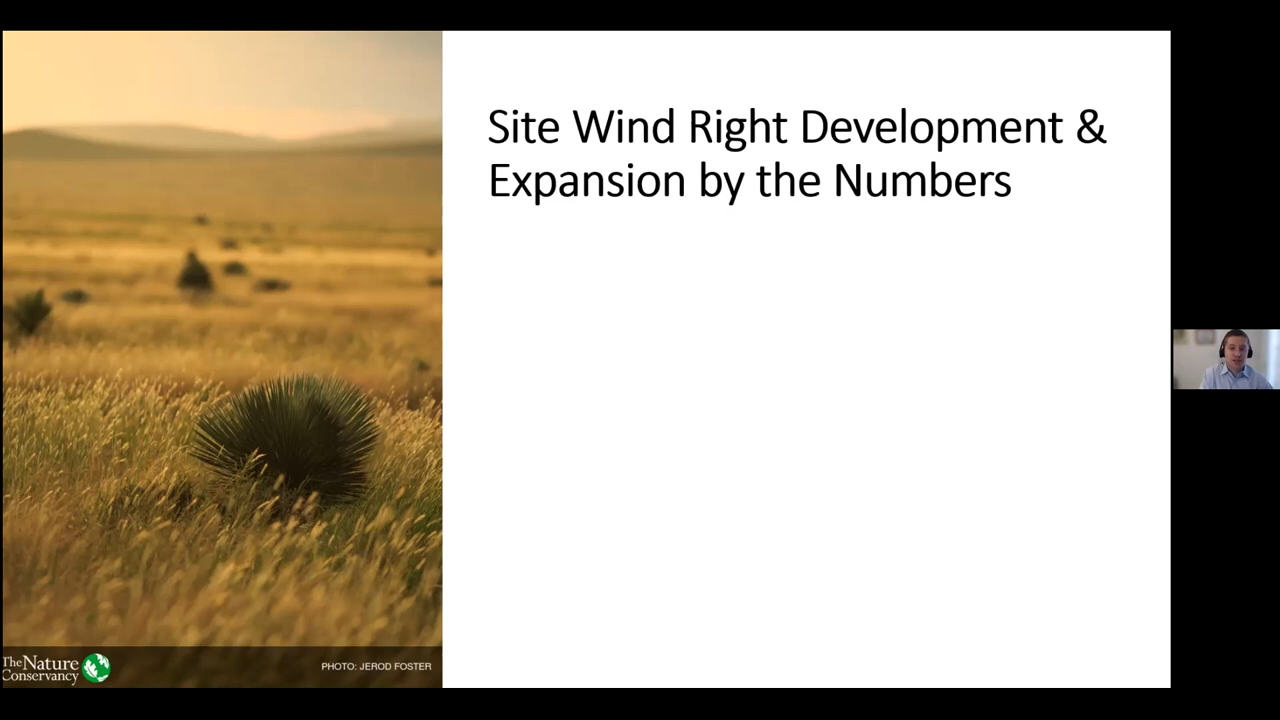 Site Wind Right Development &
Expansion by the Numbers
The Nature
Conservancy
PHOTO: JEROD FOSTER